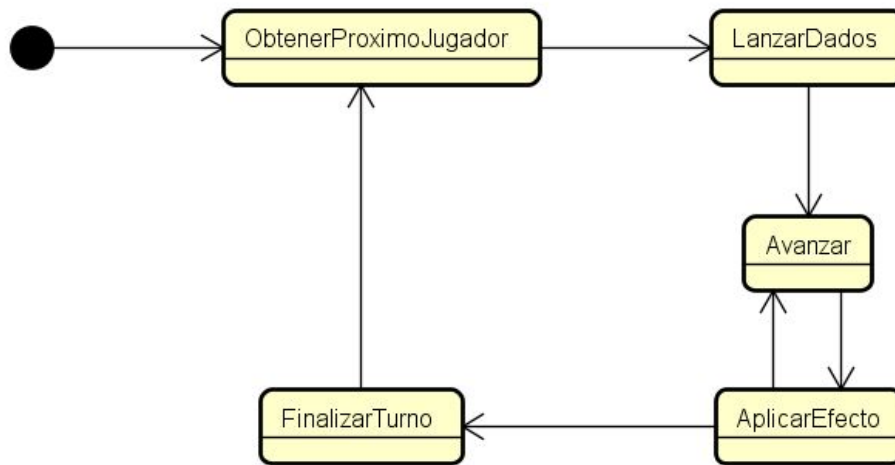 ObtenerProximoJugador
LanzarDados
Avanzar
FinalizarTurno
AplicarEfecto